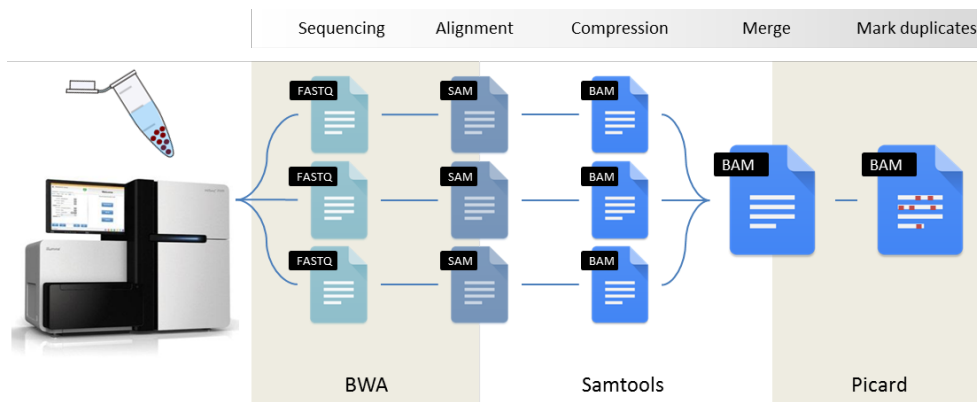 Sequencing Alignment Compression Merge Mark duplicates
FASTQ SAM BAM
BAM BAM
FASTQ SAM BAM
FASTQ SAM BAM
BWA Samtools Picard